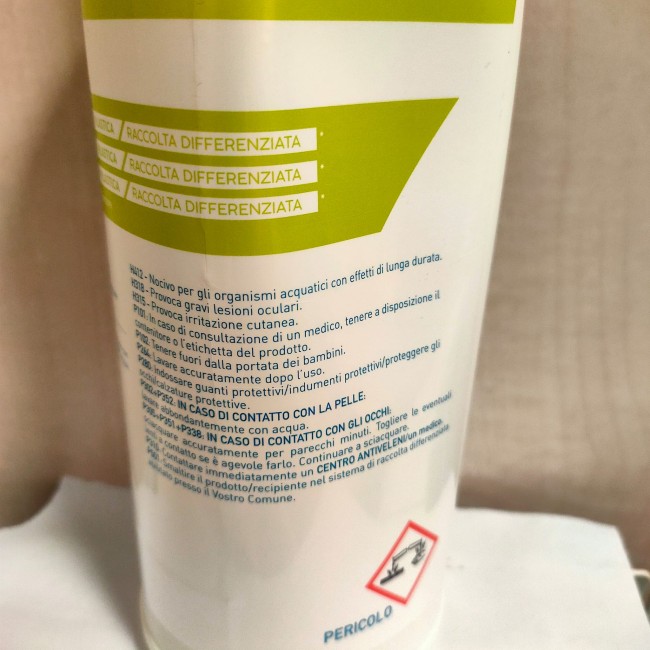 STICA / RACCOLTA DIFFERENZIATA
ASTICA / RACCOLTA DIFFERENZIATA
STICA / RACCOLTA DIFFERENZIATA
H412 - Nocivo per gli organismi acquatici con effetti di lunga durata.
H318 - Provoca gravi lesioni oculari.
H315 - Provoca irritazione cutanea.
P101: In caso di consultazione di un medico, tenere a disposizione il
contenitore o l'etichetta del prodotto.
P102: Tenere fuori dalla portata dei bambini.
P264: Lavare accuratamente dopo l'uso.
P280: Indossare guanti protettivi/indumenti protettivi/proteggere gli
occhi/calzature protettive.
P302+P352: IN CASO DI CONTATTO CON LA PELLE:
lavare abbondantemente con acqua.
P305+P351+P338: IN CASO DI CONTATTO CON GLI OCCHI:
sciacquare accuratamente per parecchi minuti. Togliere le eventuali
lenti a contatto se è agevole farlo. Continuare a sciacquare.
P310: Contattare immediatamente un CENTRO ANTIVELENI/un medico.
P501: Smaltire il prodotto/recipiente nel sistema di raccolta differenziata
presso il Vostro Comune.
PERICOLO